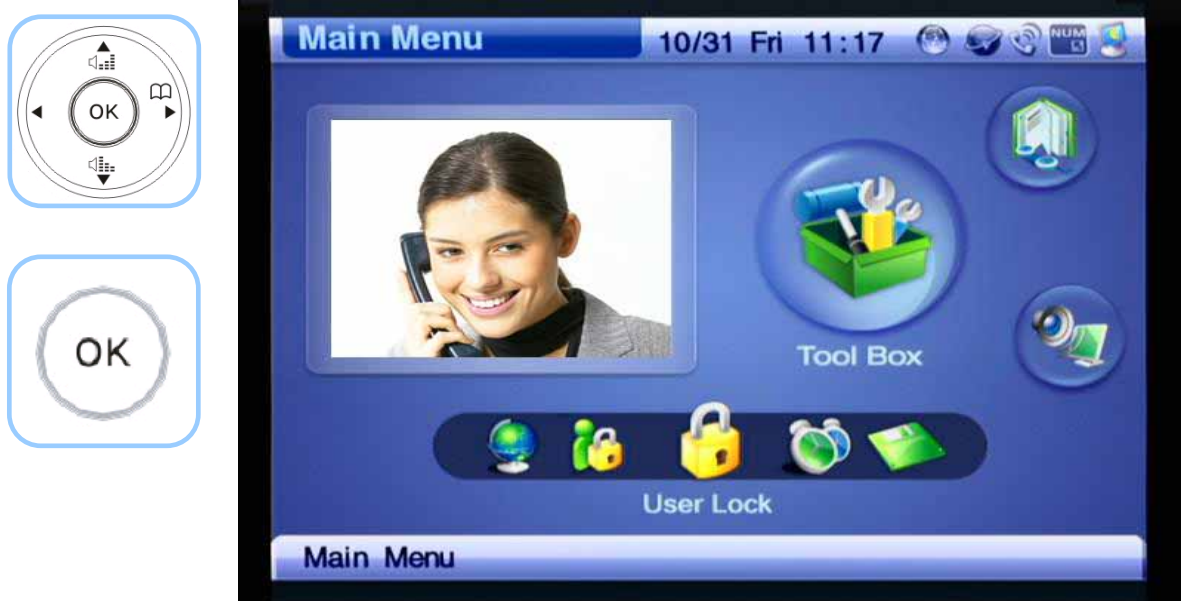 OK
OK
Main Menu 10/31 Fri 11:17 NUM
Tool Box
User Lock
Main Menu